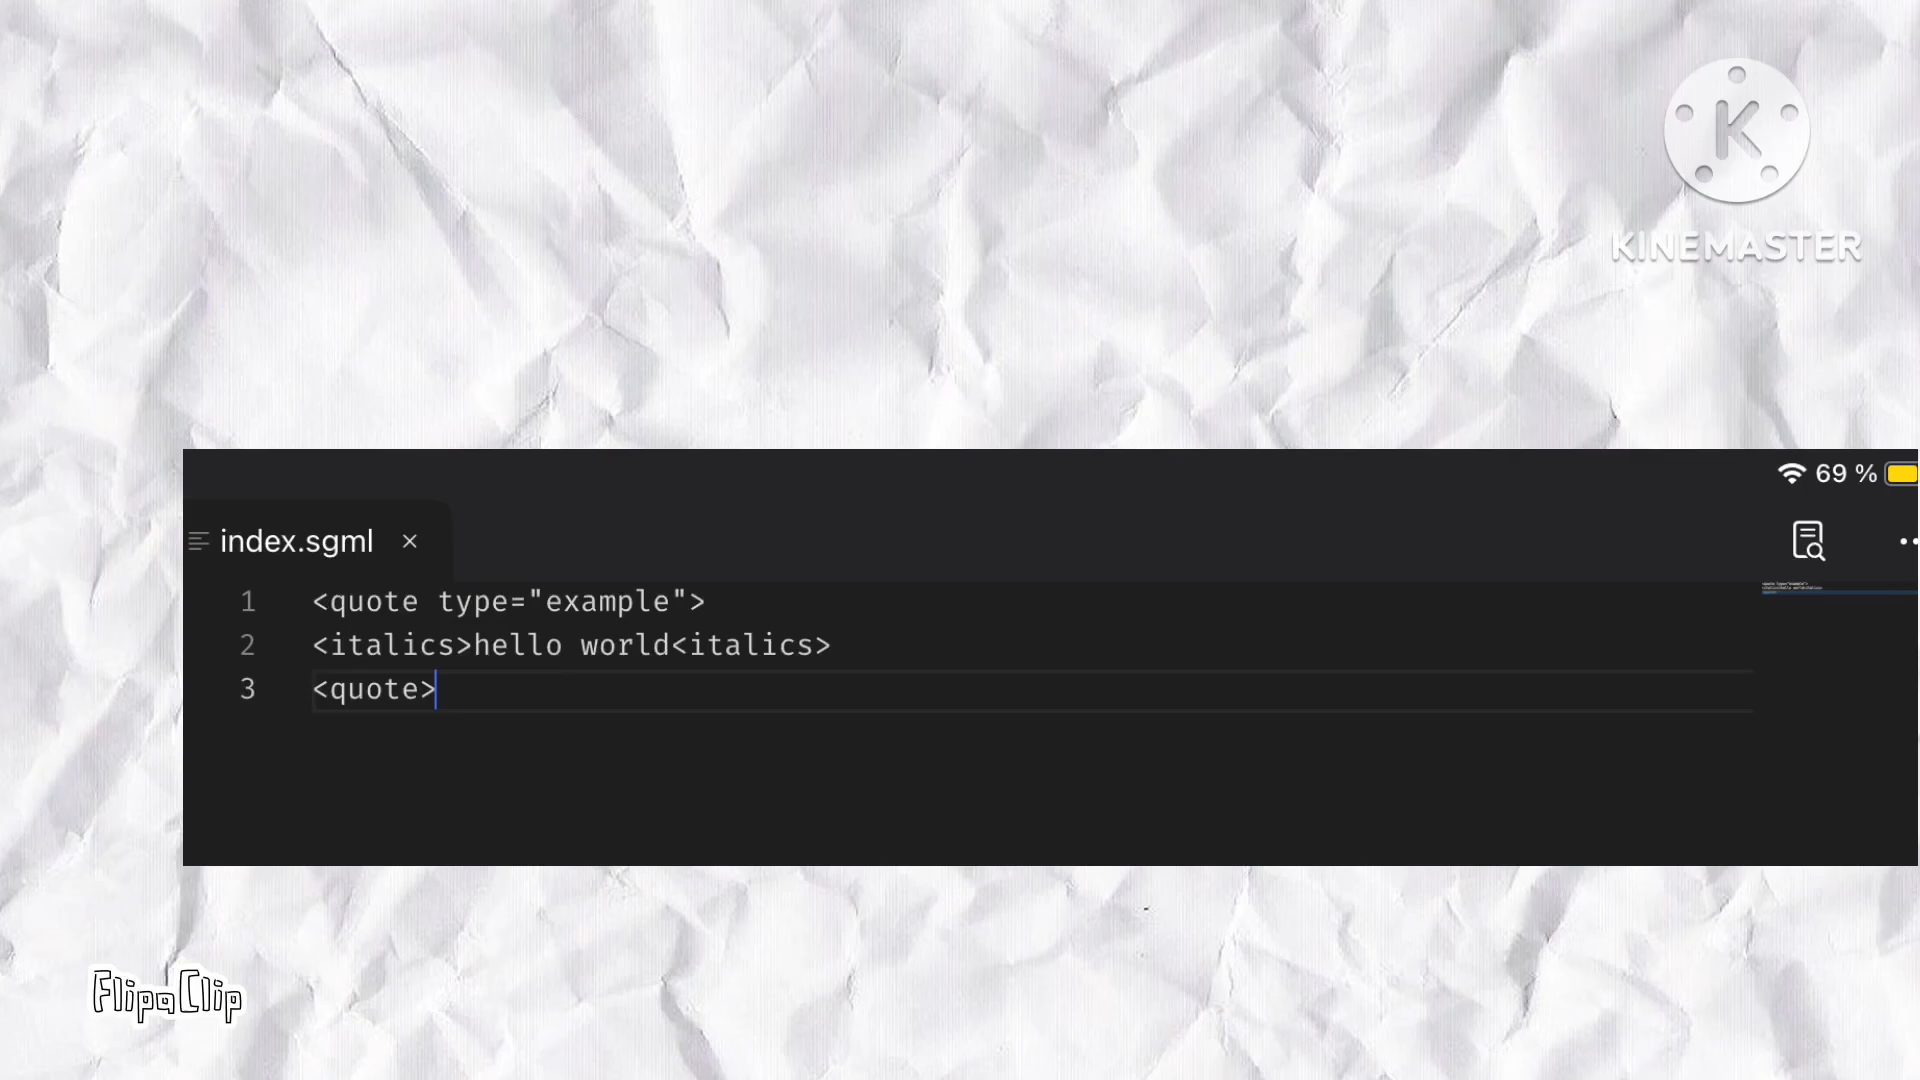 K
KINEMASTER
69 %
index.sgml ×
1 <quote type="example">
2 <italics>hello world<italics>
3 <quote>
FlipaClip